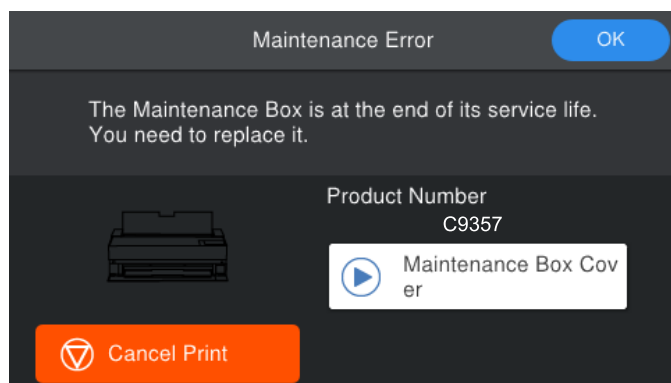 Maintenance Error
OK
The Maintenance Box is at the end of its service life.
You need to replace it.
Product Number
C9357
Maintenance Box Cov
er
Cancel Print